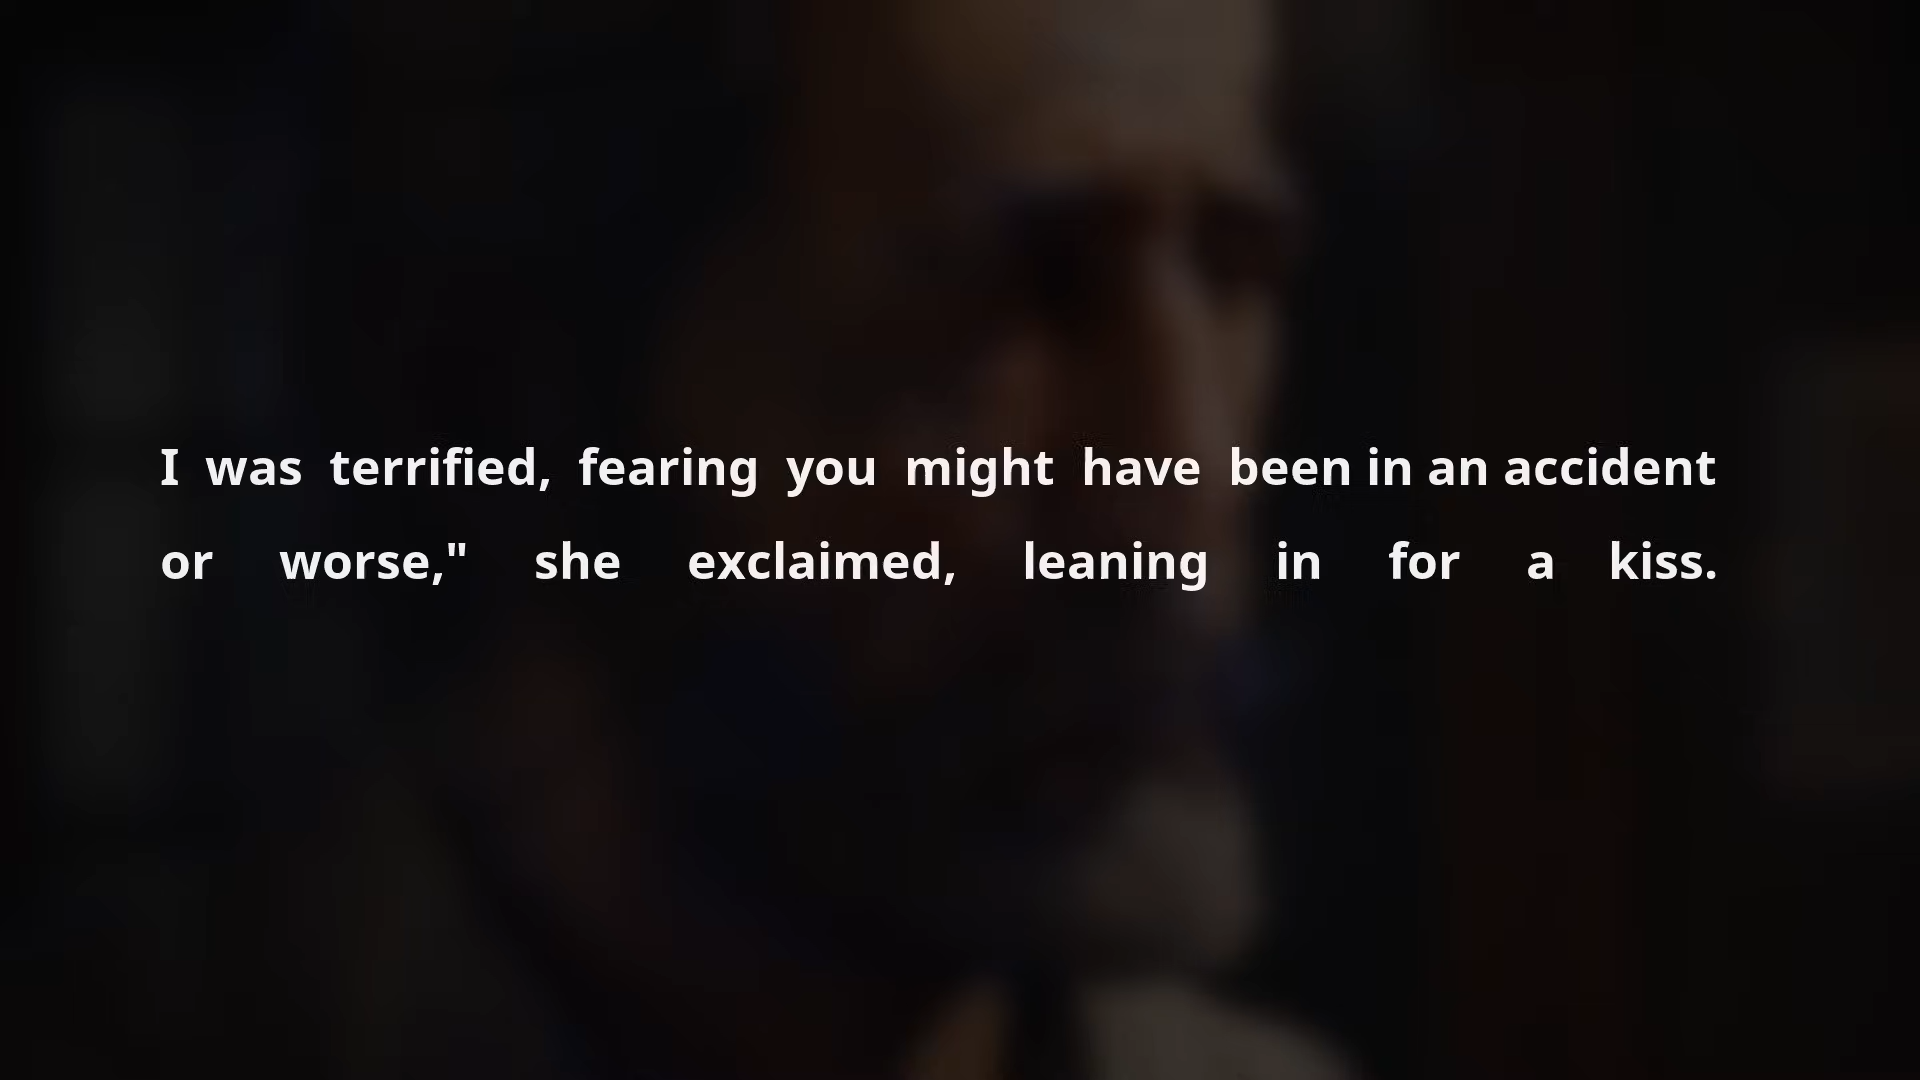 I was terrified, fearing you might have been in an accident
or worse," she exclaimed, leaning in for a kiss.